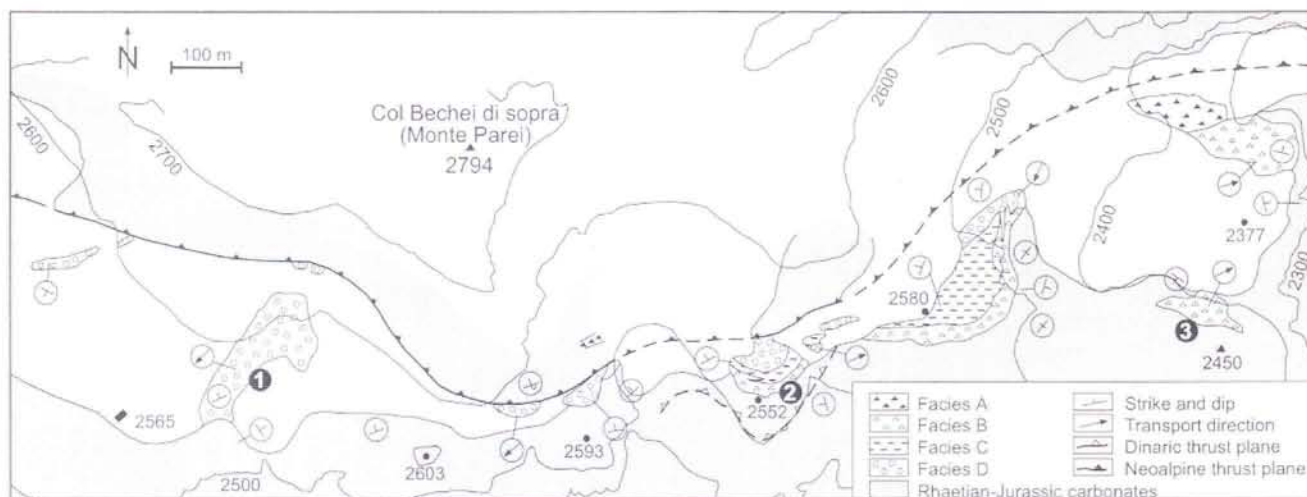 N
100 m
Col Bechei di sopra
(Monte Parei)
2794
2600
2700
2600
2500
2400
2300
2377
2580
2450
2552
2593
2603
2565
2500
1
2
3
Facies A
Facies B
Facies C
Facies D
Rhaetian-Jurassic carbonates
Strike and dip
Transport direction
Dinaric thrust plane
Neoalpine thrust plane